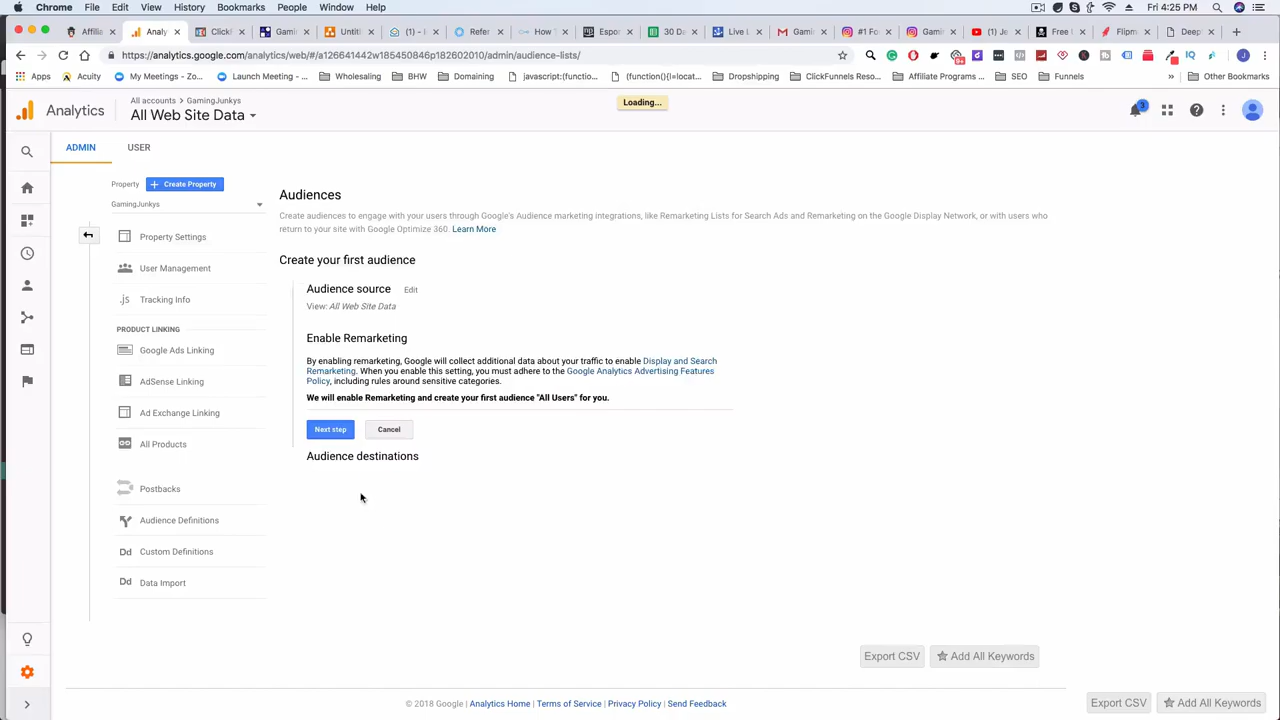 Chrome File Edit View History Bookmarks People Window Help
Fri 4:25 PM
Affilia
Analy
ClickF
Gami
Untitl
(1) -
Refer
How T
Espor
30 D
Live L
Gami
#1 Fo
Gami
(1) Je
Free
Flipm
Deep
https://analytics.google.com/analytics/web/#/a126641442w185450846p182602010/admin/audience-lists/
Apps
Acuity
My Meetings - Zo...
Launch Meeting -...
Wholesaling
BHW
Domaining
javascript:(functio...
(function(){l=locat...
Dropshipping
ClickFunnels Reso...
Affiliate Programs...
SEO
Funnels
»
Other Bookmarks
Analytics
All accounts > GamingJunkys
All Web Site Data
Loading...
3
ADMIN
USER
Property
+ Create Property
GamingJunkys
Property Settings
User Management
.js Tracking Info
PRODUCT LINKING
Google Ads Linking
AdSense Linking
Ad Exchange Linking
All Products
Postbacks
Audience Definitions
Dd Custom Definitions
Dd Data Import
Audiences
Create audiences to engage with your users through Google's Audience marketing integrations, like Remarketing Lists for Search Ads and Remarketing on the Google Display Network, or with users who
return to your site with Google Optimize 360. Learn More
Create your first audience
Audience source Edit
View: All Web Site Data
Enable Remarketing
By enabling remarketing, Google will collect additional data about your traffic to enable Display and Search
Remarketing. When you enable this setting, you must adhere to the Google Analytics Advertising Features
Policy, including rules around sensitive categories.
We will enable Remarketing and create your first audience "All Users" for you.
Next step
Cancel
Audience destinations
Export CSV
Add All Keywords
© 2018 Google | Analytics Home | Terms of Service | Privacy Policy | Send Feedback
Export CSV
Add All Keywords